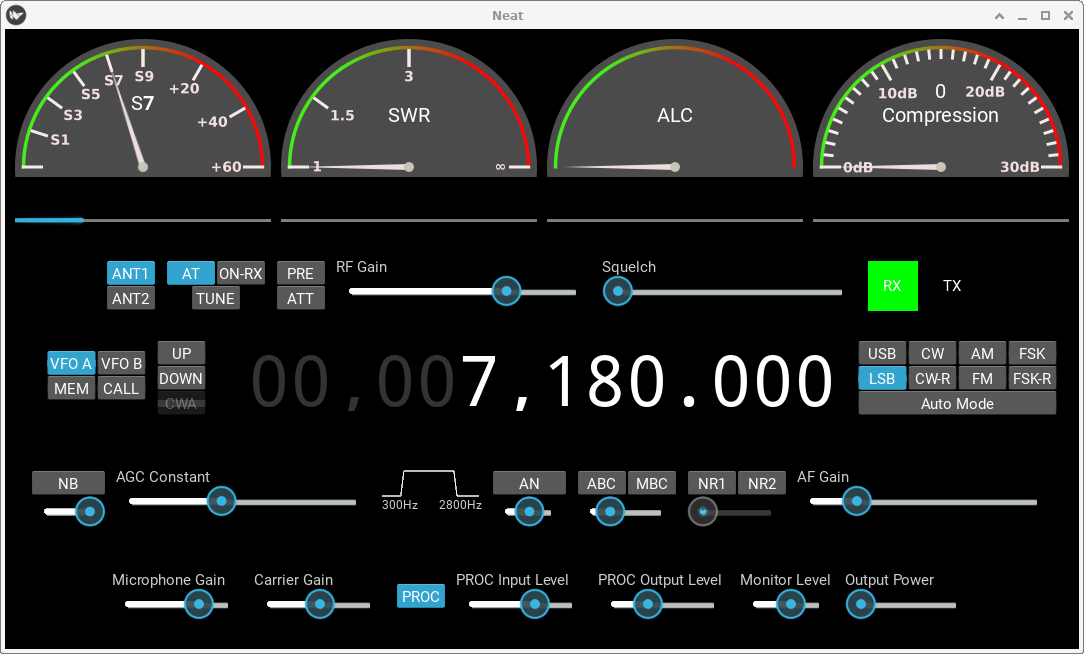 Neat
S1 S3 S5 S7 S9 +20 +40 +60
S7
1 1.5 3 ∞
SWR
ALC
0dB 10dB 20dB 30dB
0
Compression
ANT1 AT ON-RX PRE RF Gain Squelch RX TX
ANT2 TUNE ATT
VFO A VFO B UP 00,007,180.000 USB CW AM FSK
MEM CALL DOWN LSB CW-R FM FSK-R
CWA Auto Mode
NB AGC Constant AN ABC MBC NR1 NR2 AF Gain
300Hz 2800Hz
Microphone Gain Carrier Gain PROC PROC Input Level PROC Output Level Monitor Level Output Power